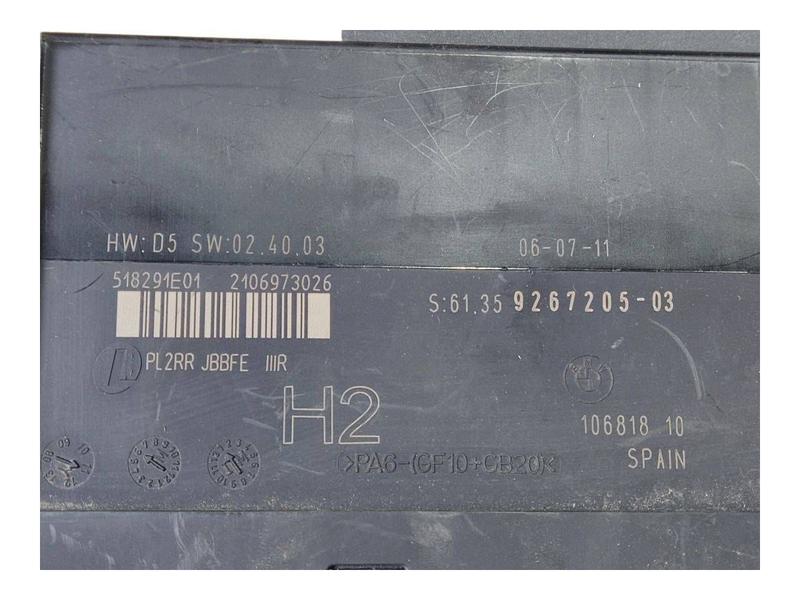 HW: D5 SW:02.40.03
06-07-11
518291E01 2106973026
S:61.35 9267205-03
PL2RR JBBFE IIIR
H2
106818 10
>PA6-(GF10+GB20)<
SPAIN